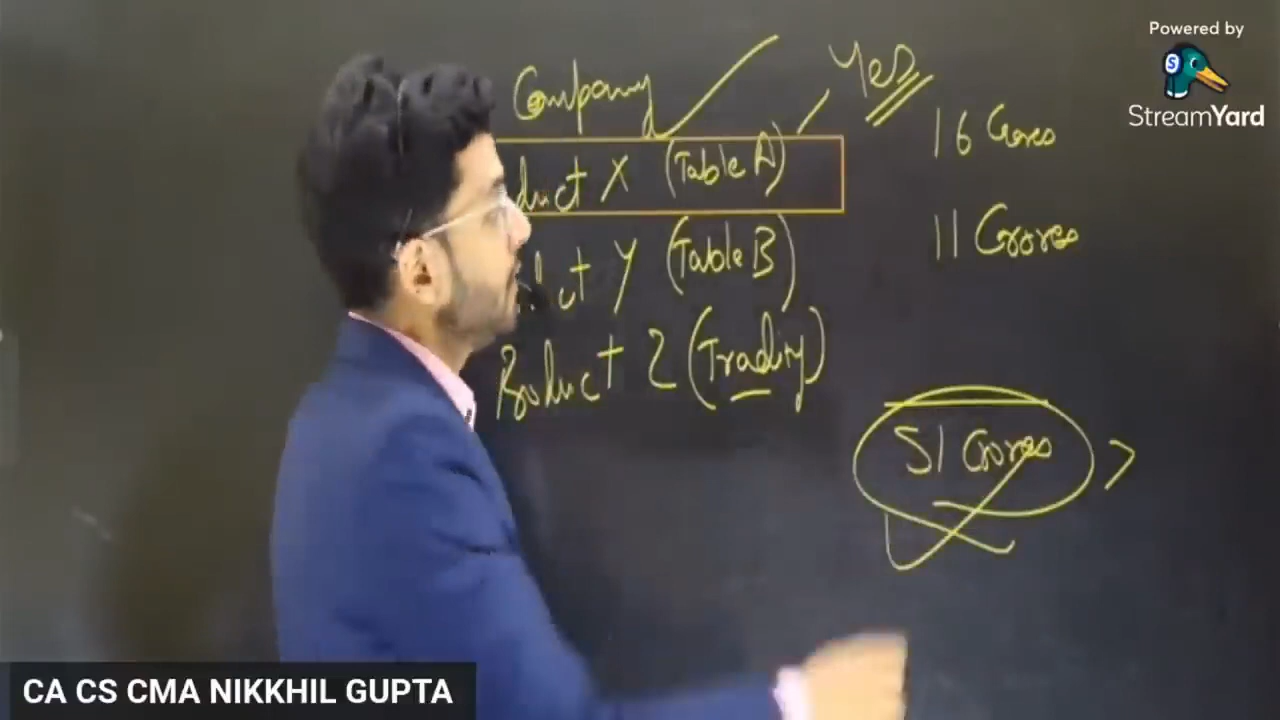 Powered by
StreamYard
Company
Yes
duct X (Table A)
16 Crores
ct Y (Table B)
11 Crores
Product Z (Trading)
51 Crores >
CA CS CMA NIKKHIL GUPTA